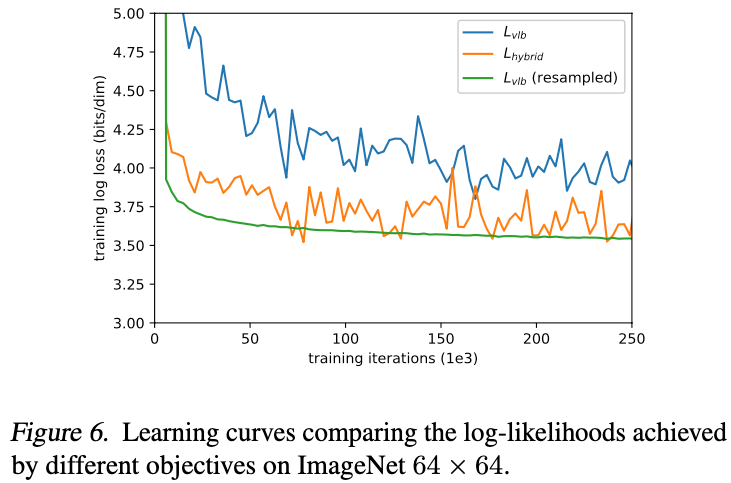 5.00
4.75
4.50
4.25
4.00
3.75
3.50
3.25
3.00
training log loss (bits/dim)
L_vlb
L_hybrid
L_vlb (resampled)
0 50 100 150 200 250
training iterations (1e3)
Figure 6. Learning curves comparing the log-likelihoods achieved
by different objectives on ImageNet 64 × 64.